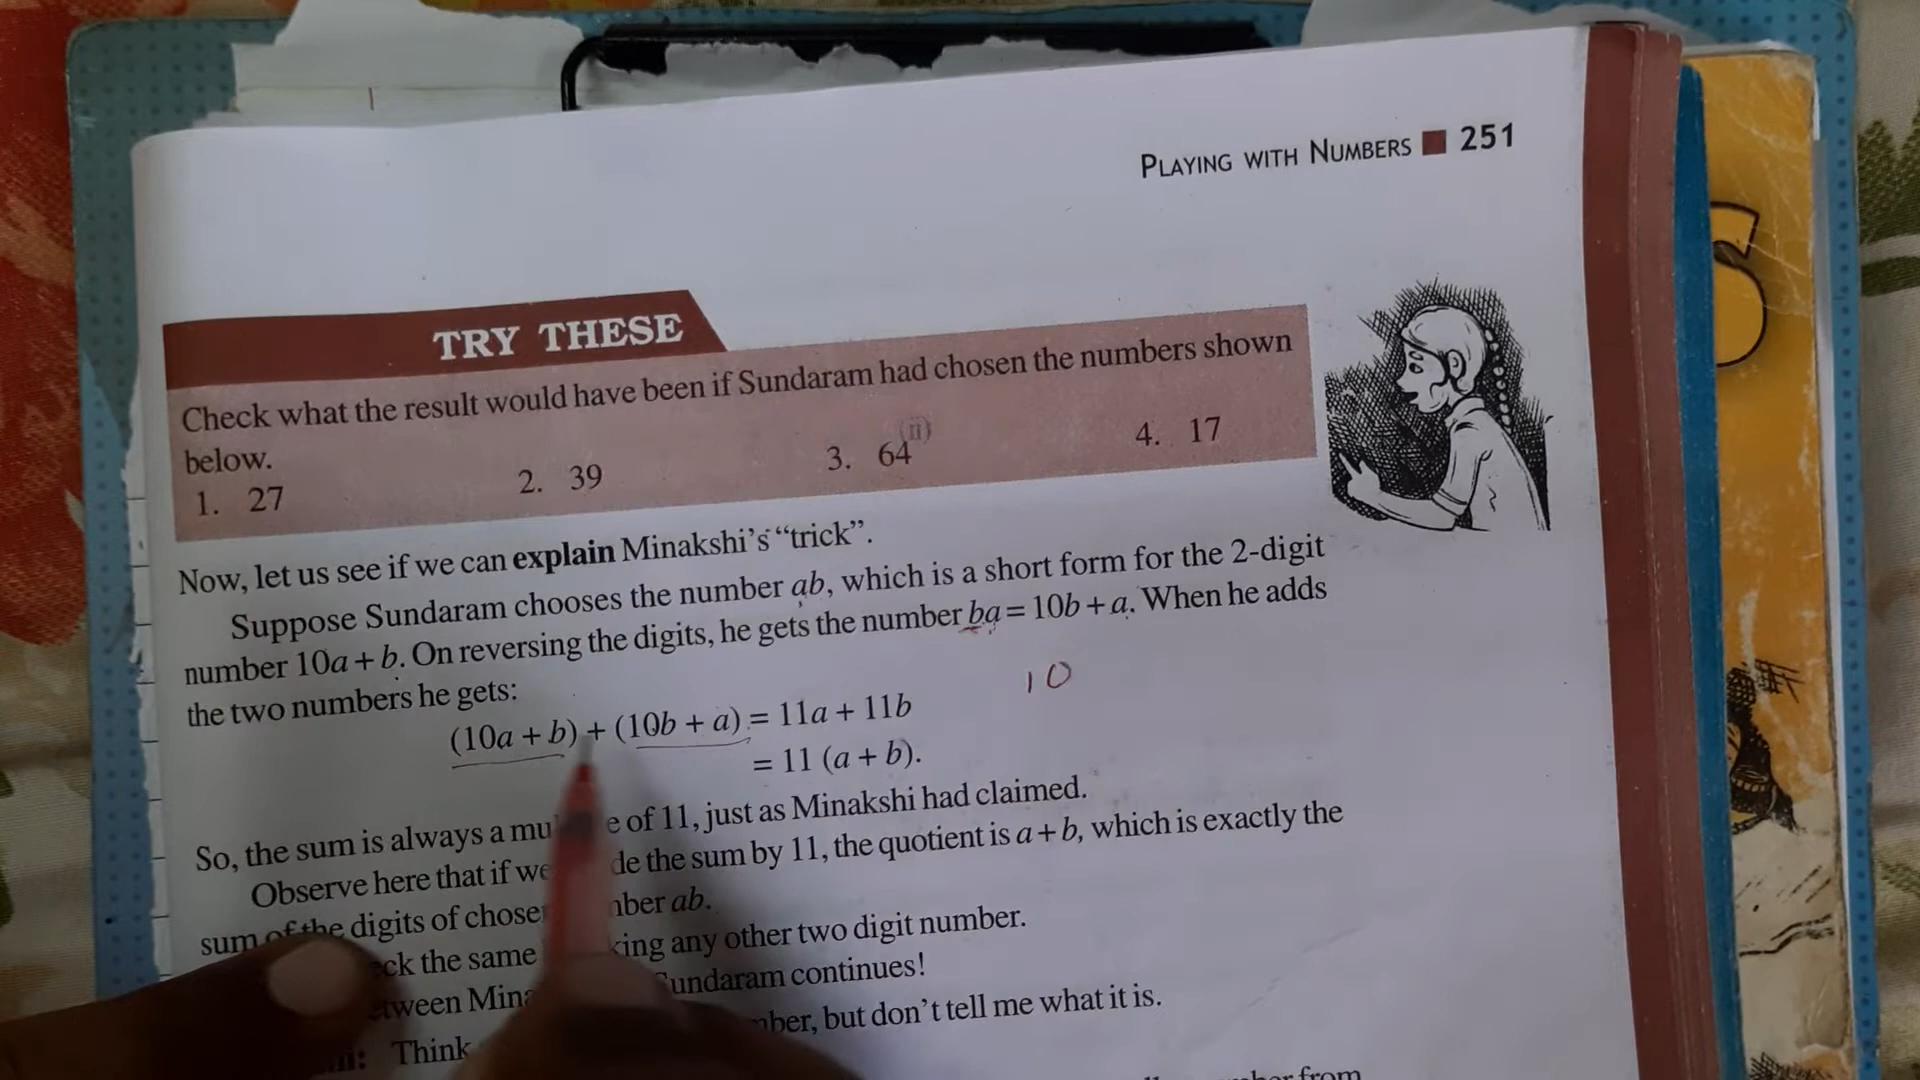 PLAYING WITH NUMBERS 251
TRY THESE
Check what the result would have been if Sundaram had chosen the numbers shown
below.
1. 27 2. 39 3. 64 (ii) 4. 17
Now, let us see if we can explain Minakshi's “trick”.
Suppose Sundaram chooses the number ab, which is a short form for the 2-digit
number 10a + b. On reversing the digits, he gets the number ba = 10b + a. When he adds
the two numbers he gets:
10
(10a + b) + (10b + a) = 11a + 11b
= 11 (a + b).
So, the sum is always a mu e of 11, just as Minakshi had claimed.
Observe here that if we de the sum by 11, the quotient is a + b, which is exactly the
sum of the digits of chose mber ab.
ck the same king any other two digit number.
tween Mina Sundaram continues!
Think mber, but don't tell me what it is.
from
S